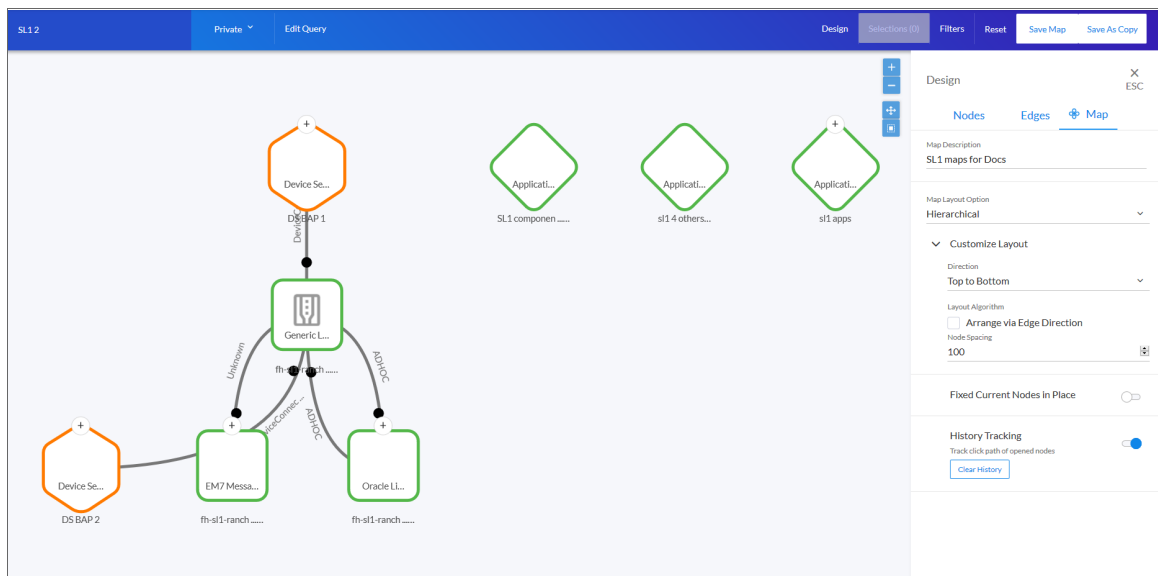 SL1 2
Private
Edit Query
Design
Selections (0)
Filters
Reset
Save Map
Save As Copy
Device Se...
DS BAP 1
Applicati...
SL1 componen ......
Applicati...
sl1 4 others...
Applicati...
sl1 apps
Generic L...
fh-sl1-ranch ......
Unknown
ADHOC
ADHOC
Device Se...
DS BAP 2
EM7 Messa...
fh-sl1-ranch ......
Oracle Li...
fh-sl1-ranch ......
Design
ESC
Nodes
Edges
Map
Map Description
SL1 maps for Docs
Map Layout Option
Hierarchical
Customize Layout
Direction
Top to Bottom
Layout Algorithm
Arrange via Edge Direction
Node Spacing
100
FIxed Current Nodes in Place
History Tracking
Track click path of opened nodes
Clear History